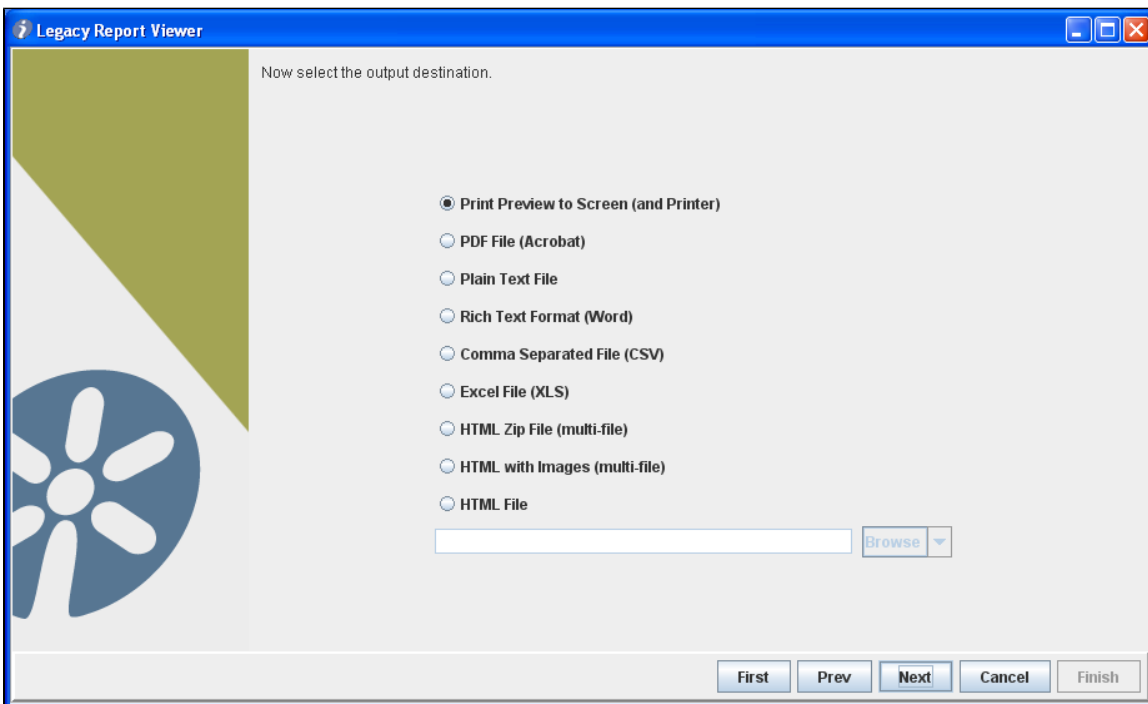 Legacy Report Viewer
Now select the output destination.
Print Preview to Screen (and Printer)
PDF File (Acrobat)
Plain Text File
Rich Text Format (Word)
Comma Separated File (CSV)
Excel File (XLS)
HTML Zip File (multi-file)
HTML with Images (multi-file)
HTML File
Browse
First Prev Next Cancel Finish